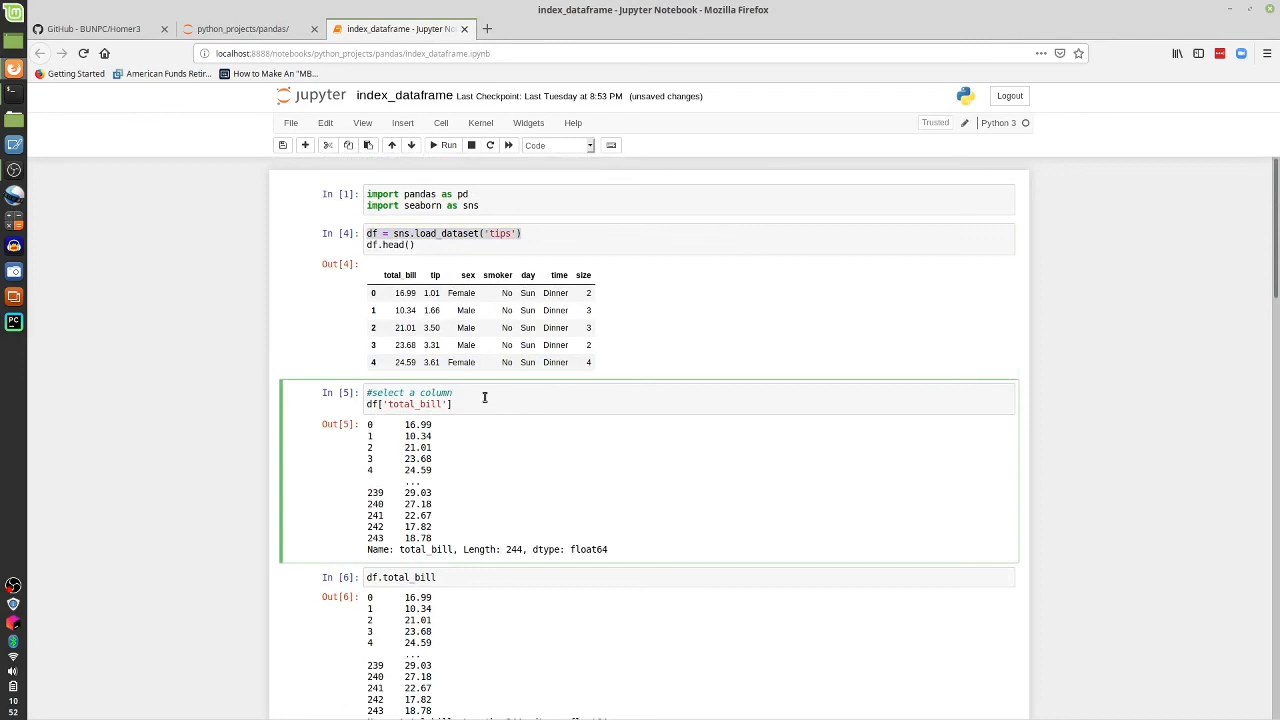 index_dataframe - Jupyter Notebook - Mozilla Firefox
GitHub - BUNPC/Homer3
python_projects/pandas/
index_dataframe - Jupyter No
localhost:8888/notebooks/python_projects/pandas/index_dataframe.ipynb
Getting Started
American Funds Retir...
How to Make An "MB...
jupyter
index_dataframe Last Checkpoint: Last Tuesday at 8:53 PM (unsaved changes)
Logout
File Edit View Insert Cell Kernel Widgets Help
Trusted
Python 3
Run
Code
In [1]: import pandas as pd
import seaborn as sns
In [4]: df = sns.load_dataset('tips')
df.head()
Out[4]:
total_bill tip sex smoker day time size
0 16.99 1.01 Female No Sun Dinner 2
1 10.34 1.66 Male No Sun Dinner 3
2 21.01 3.50 Male No Sun Dinner 3
3 23.68 3.31 Male No Sun Dinner 2
4 24.59 3.61 Female No Sun Dinner 4
In [5]: #select a column
df['total_bill']
Out[5]: 0 16.99
1 10.34
2 21.01
3 23.68
4 24.59
...
239 29.03
240 27.18
241 22.67
242 17.82
243 18.78
Name: total_bill, Length: 244, dtype: float64
In [6]: df.total_bill
Out[6]: 0 16.99
1 10.34
2 21.01
3 23.68
4 24.59
...
239 29.03
240 27.18
241 22.67
242 17.82
243 18.78
PC
10
52